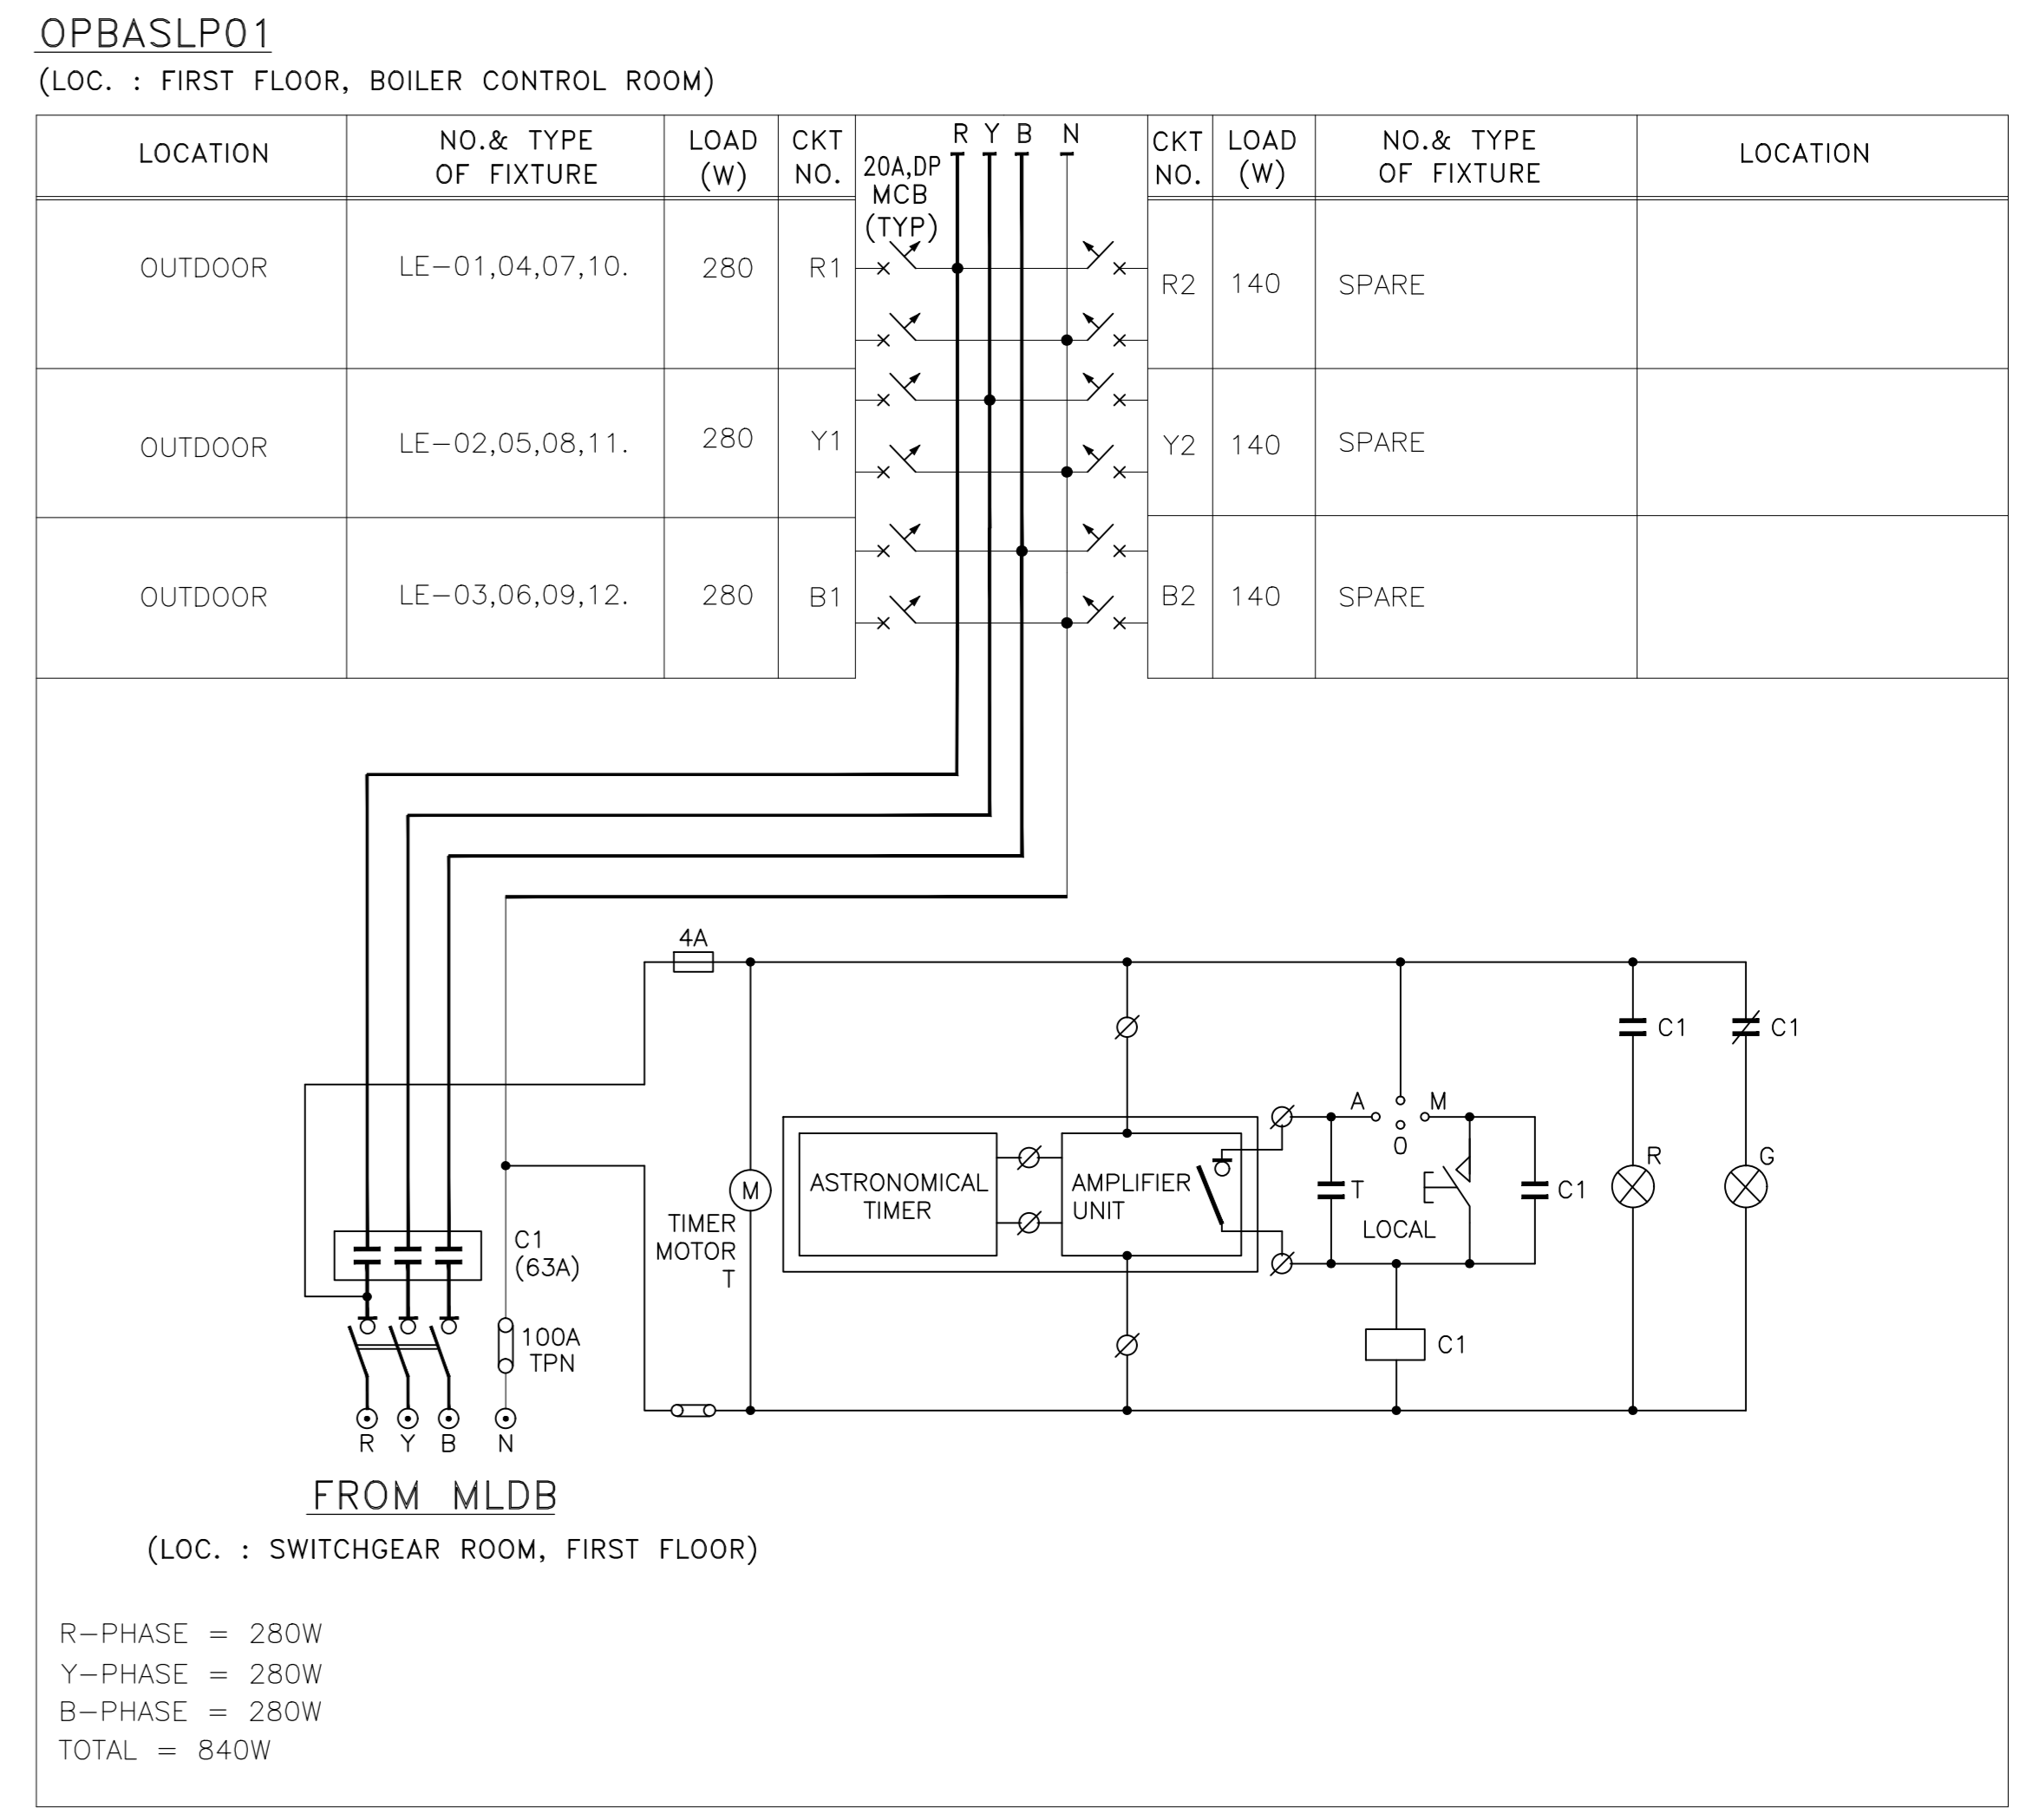 OPBASLP01
(LOC. : FIRST FLOOR, BOILER CONTROL ROOM)
LOCATION
NO.& TYPE
OF FIXTURE
LOAD
(W)
CKT
NO.
20A,DP
MCB
(TYP)
R Y B N
CKT
NO.
LOAD
(W)
NO.& TYPE
OF FIXTURE
LOCATION
OUTDOOR LE-01,04,07,10. 280 R1 R2 140 SPARE
OUTDOOR LE-02,05,08,11. 280 Y1 Y2 140 SPARE
OUTDOOR LE-03,06,09,12. 280 B1 B2 140 SPARE
4A
C1 C1
A M
O
R G
M
ASTRONOMICAL
TIMER
AMPLIFIER
UNIT
T
C1
LOCAL
TIMER
MOTOR
T
C1
(63A)
100A
TPN
C1
R Y B N
FROM MLDB
(LOC. : SWITCHGEAR ROOM, FIRST FLOOR)
R-PHASE = 280W
Y-PHASE = 280W
B-PHASE = 280W
TOTAL = 840W